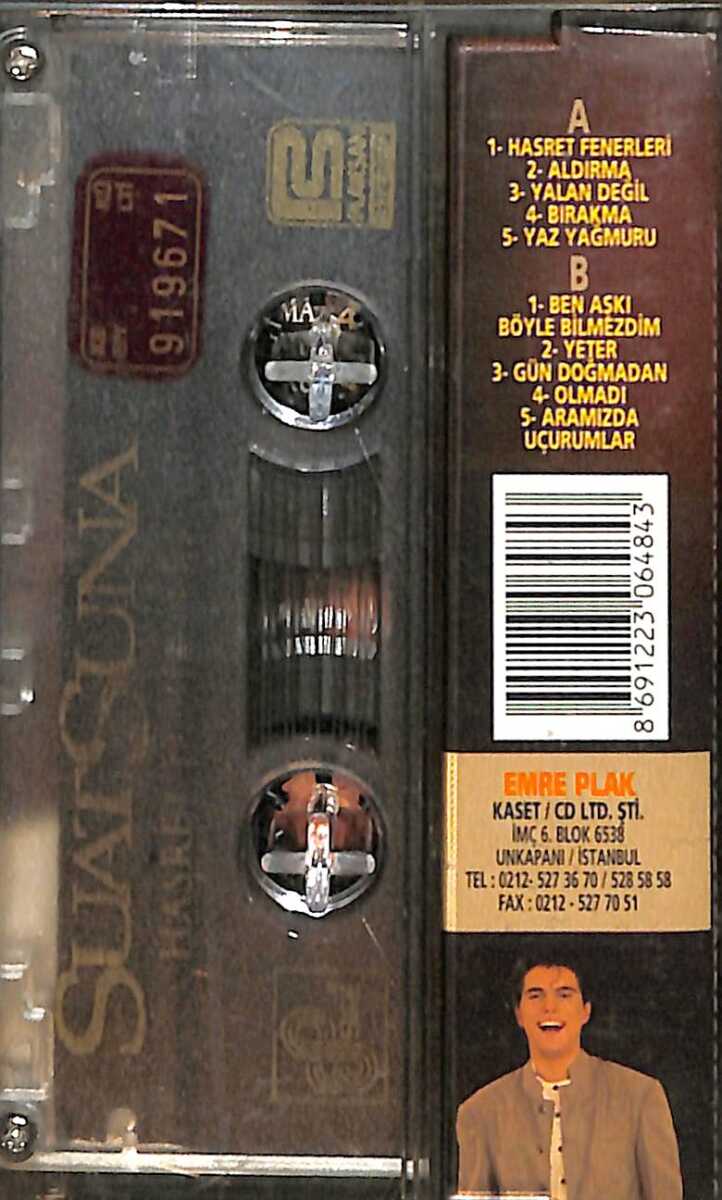 919671
SUAT SUNA
A
1- HASRET FENERLERİ
2- ALDIRMA
3- YALAN DEĞİL
4- BIRAKMA
5- YAZ YAĞMURU
B
1- BEN AŞKI
BÖYLE BİLMEZDİM
2- YETER
3- GÜN DOĞMADAN
4- OLMADI
5- ARAMIZDA
UÇURUMLAR
8 691223 064843
EMRE PLAK
KASET / CD LTD. ŞTİ.
İMÇ 6. BLOK 6538
UNKAPANI / İSTANBUL
TEL : 0212- 527 36 70 / 528 58 58
FAX : 0212 - 527 70 51